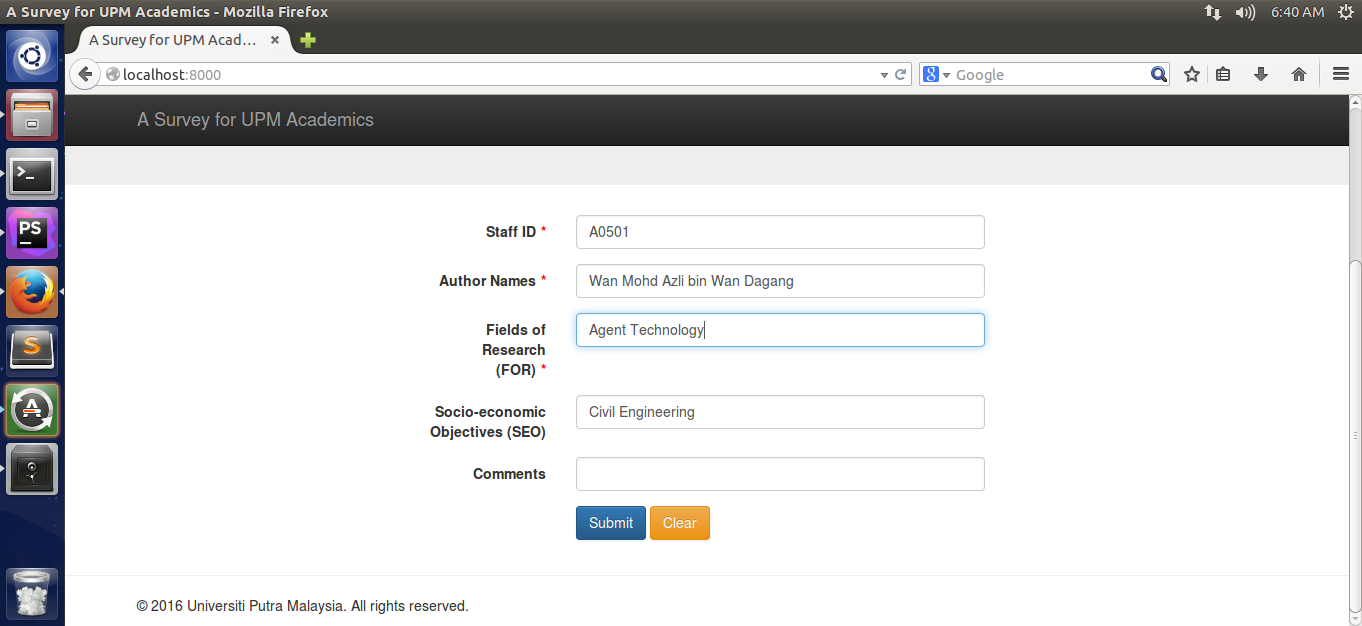 A Survey for UPM Academics - Mozilla Firefox
6:40 AM
A Survey for UPM Acad...
localhost:8000
8 Google
A Survey for UPM Academics
Staff ID *
A0501
Author Names *
Wan Mohd Azli bin Wan Dagang
Fields of
Research
(FOR) *
Agent Technology
Socio-economic
Objectives (SEO)
Civil Engineering
Comments
Submit
Clear
© 2016 Universiti Putra Malaysia. All rights reserved.
>_
PS
S
A